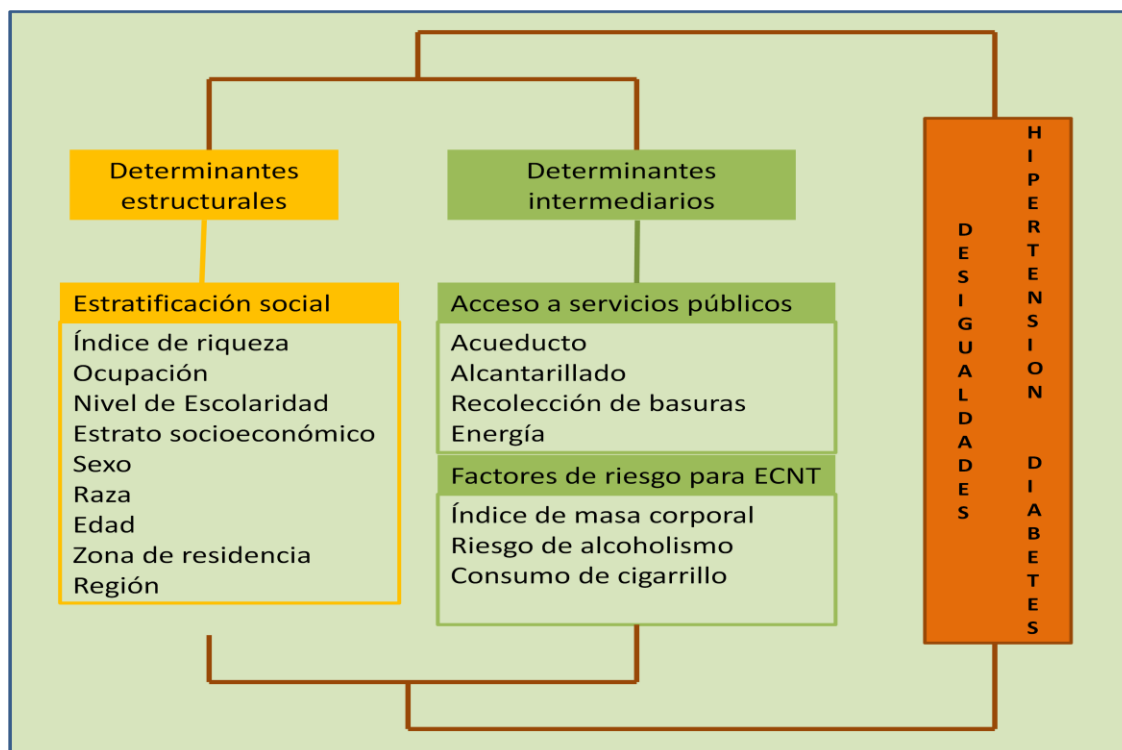 Determinantes
estructurales
Estratificación social
Índice de riqueza
Ocupación
Nivel de Escolaridad
Estrato socioeconómico
Sexo
Raza
Edad
Zona de residencia
Región
Determinantes
intermediarios
Acceso a servicios públicos
Acueducto
Alcantarillado
Recolección de basuras
Energía
Factores de riesgo para ECNT
Índice de masa corporal
Riesgo de alcoholismo
Consumo de cigarrillo
DESIGUALDADES
HIPERTENSION DIABETES